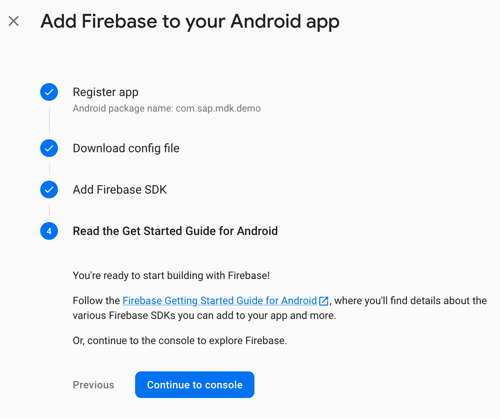 Add Firebase to your Android app
Register app
Android package name: com.sap.mdk.demo
Download config file
Add Firebase SDK
4
Read the Get Started Guide for Android
You're ready to start building with Firebase!
Follow the Firebase Getting Started Guide for Android, where you'll find details about the
various Firebase SDKs you can add to your app and more.
Or, continue to the console to explore Firebase.
Previous
Continue to console